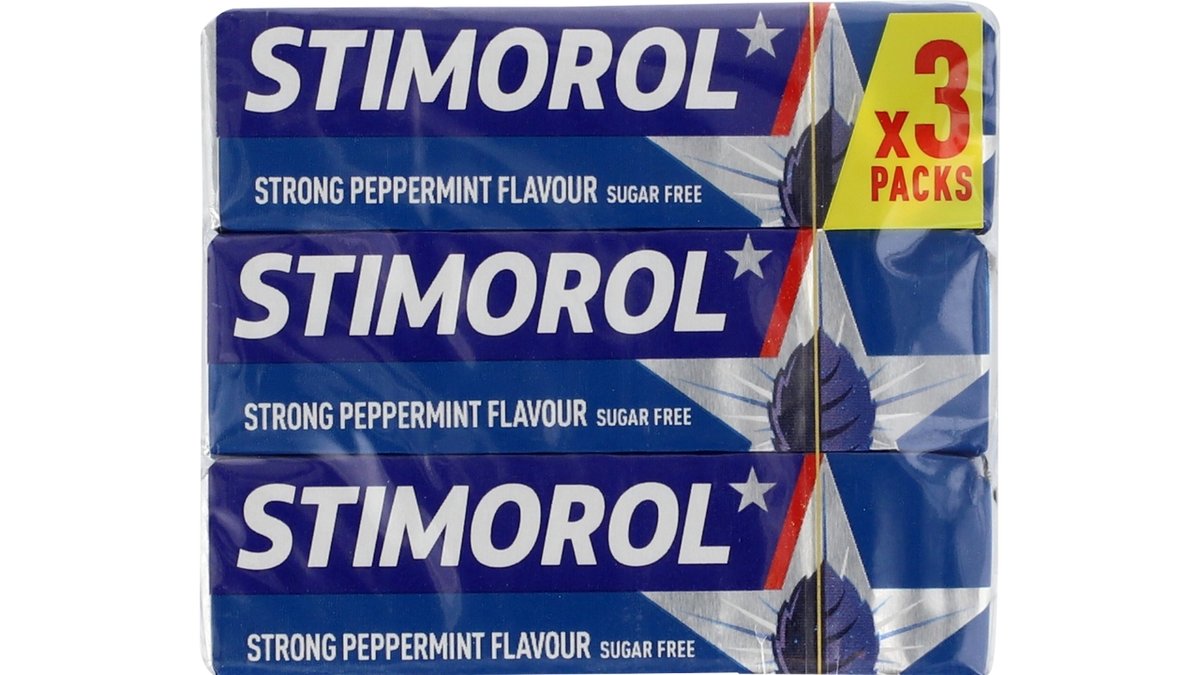 STIMOROL
x3
PACKS
STRONG PEPPERMINT FLAVOUR SUGAR FREE
STIMOROL
STRONG PEPPERMINT FLAVOUR SUGAR FREE
STIMOROL
STRONG PEPPERMINT FLAVOUR SUGAR FREE